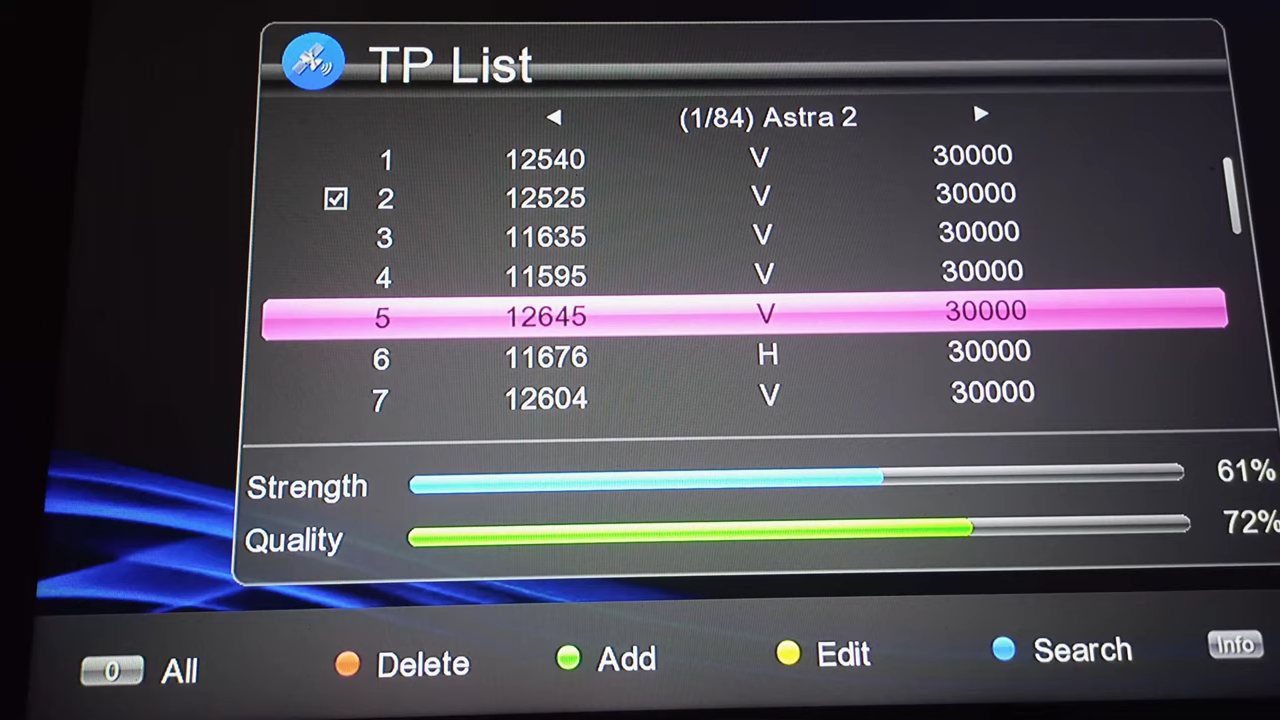 TP List
(1/84) Astra 2
1 12540 V 30000
2 12525 V 30000
3 11635 V 30000
4 11595 V 30000
5 12645 V 30000
6 11676 H 30000
7 12604 V 30000
Strength 61%
Quality 72%
0 All Delete Add Edit Search Info